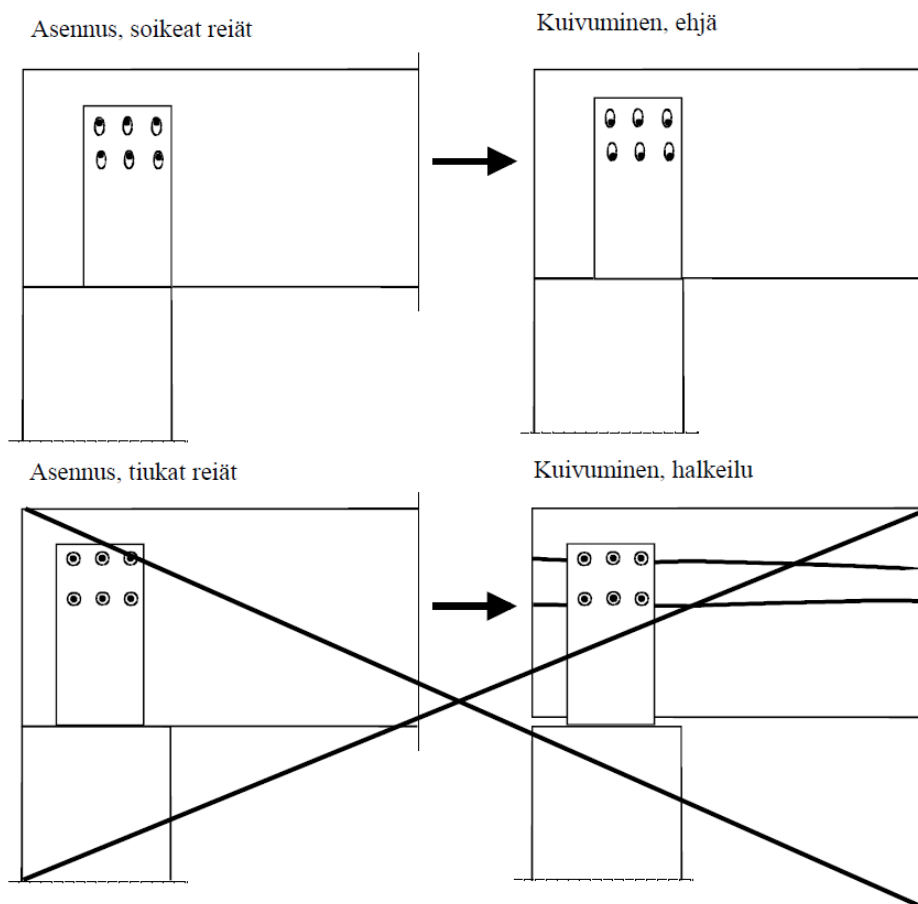 Asennus, soikeat reiät
Kuivuminen, ehjä
Asennus, tiukat reiät
Kuivuminen, halkeilu